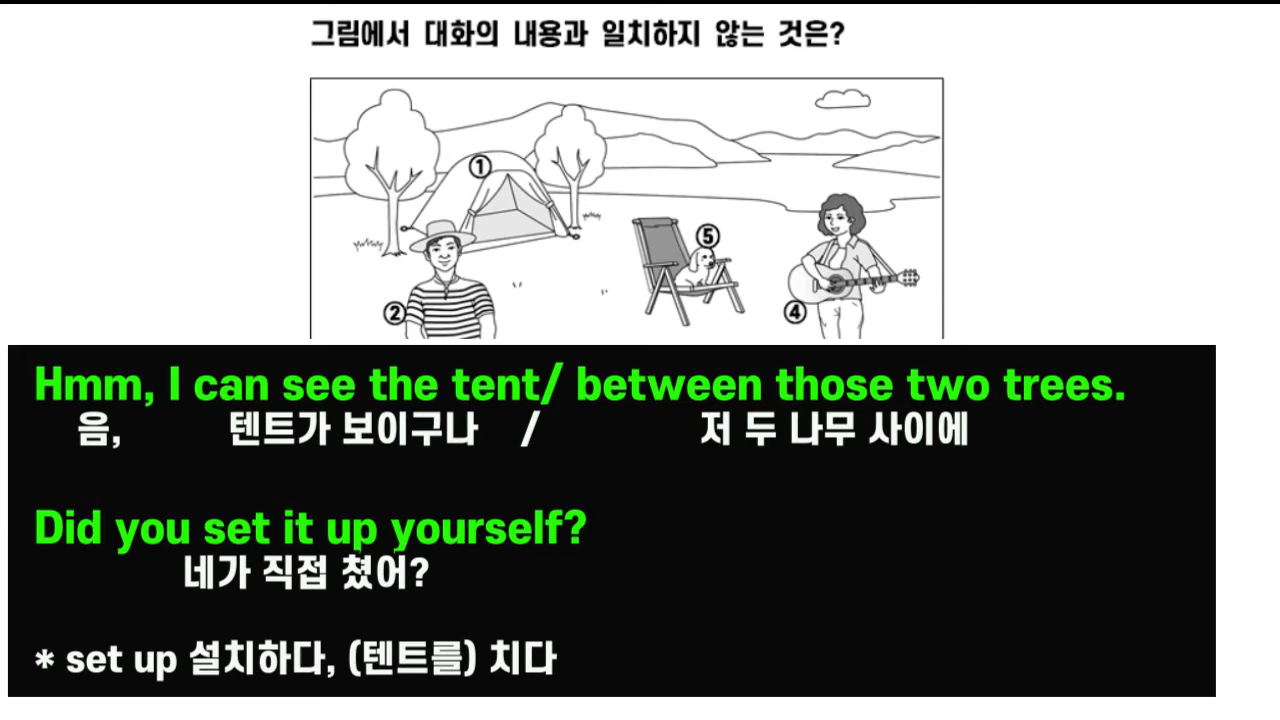 그림에서 대화의 내용과 일치하지 않는 것은?
①
⑤
②
④
Hmm, I can see the tent/ between those two trees.
음, 텐트가 보이구나 / 저 두 나무 사이에
Did you set it up yourself?
네가 직접 쳤어?
* set up 설치하다, (텐트를) 치다